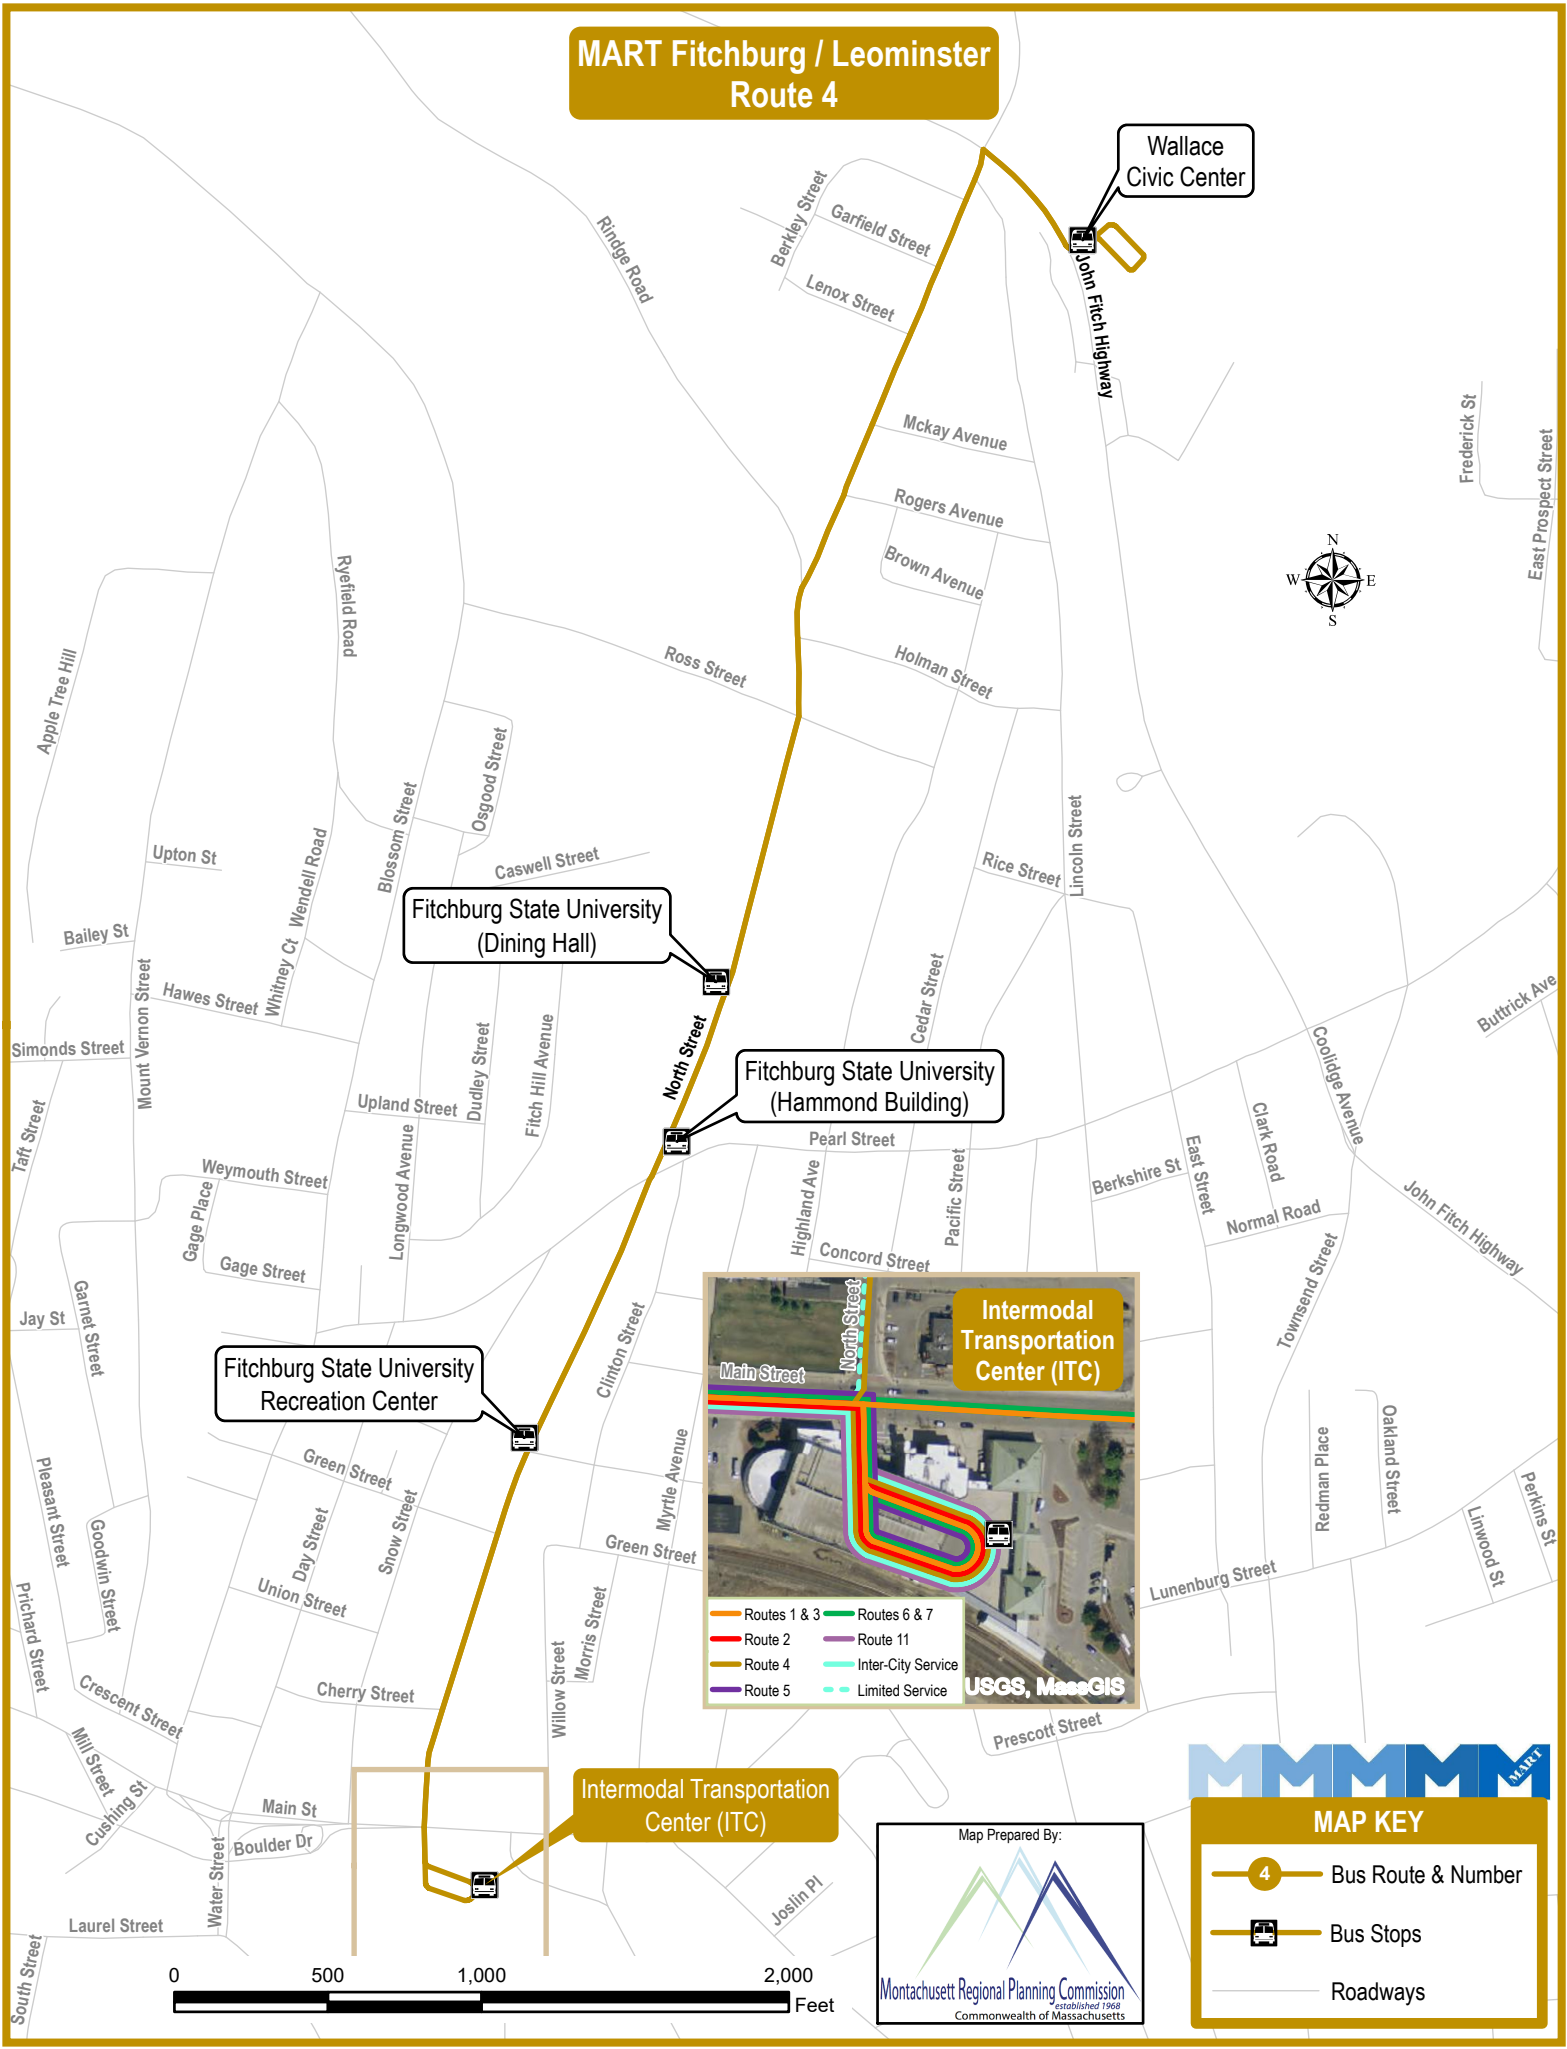 MART Fitchburg / Leominster
Route 4
Wallace
Civic Center
Berkley Street
Garfield Street
Rindge Road
Lenox Street
John Fitch Highway
Frederick St
East Prospect Street
Mckay Avenue
Rogers Avenue
Brown Avenue
N
W
E
S
Ryefield Road
Apple Tree Hill
Ross Street
Holman Street
Osgood Street
Blossom Street
Upton St
Wendell Road
Caswell Street
Rice Street
Lincoln Street
Fitchburg State University
(Dining Hall)
Bailey St
Whitney Ct
Mount Vernon Street
Hawes Street
Cedar Street
Buttrick Ave
Simonds Street
North Street
Dudley Street
Fitch Hill Avenue
Coolidge Avenue
Fitchburg State University
(Hammond Building)
Upland Street
Taft Street
Pearl Street
Clark Road
Longwood Avenue
Weymouth Street
Gage Place
Highland Ave
Pacific Street
Berkshire St
East Street
Normal Road
John Fitch Highway
Gage Street
Concord Street
Townsend Street
Garnet Street
Jay St
Clinton Street
Fitchburg State University
Recreation Center
North Street
Main Street
Intermodal
Transportation
Center (ITC)
Pleasant Street
Green Street
Myrtle Avenue
Redman Place
Oakland Street
Perkins St
Linwood St
Goodwin Street
Day Street
Snow Street
Green Street
Lunenburg Street
Union Street
Prichard Street
Morris Street
Willow Street
Routes 1 & 3
Routes 6 & 7
Route 2
Route 11
Route 4
Inter-City Service
Route 5
Limited Service
USGS, MassGIS
Crescent Street
Cherry Street
Prescott Street
Mill Street
Cushing St
Main St
Boulder Dr
Water Street
Intermodal Transportation
Center (ITC)
Joslin Pl
Laurel Street
South Street
0
500
1,000
2,000
Feet
Map Prepared By:
Montachusett Regional Planning Commission
established 1968
Commonwealth of Massachusetts
MART
MAP KEY
4
Bus Route & Number
Bus Stops
Roadways